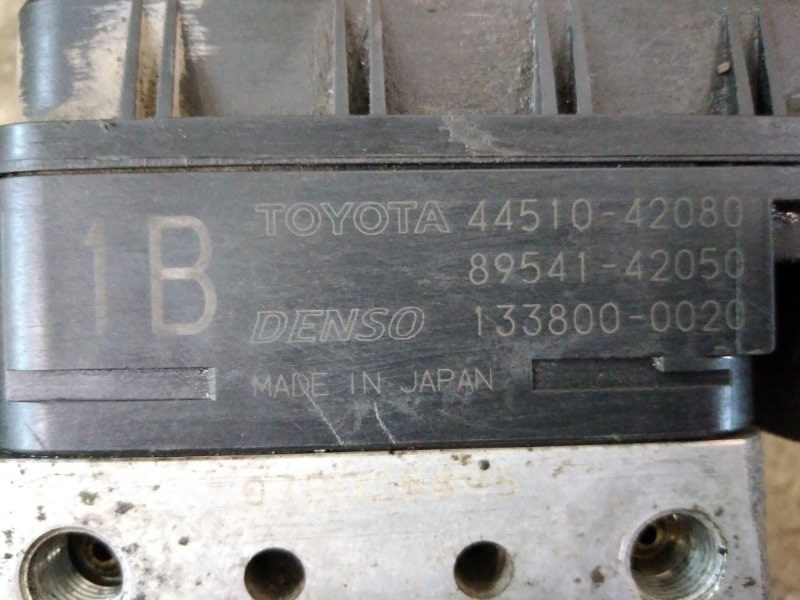 1B
TOYOTA 44510-42080
89541-42050
DENSO 133800-0020
MADE IN JAPAN